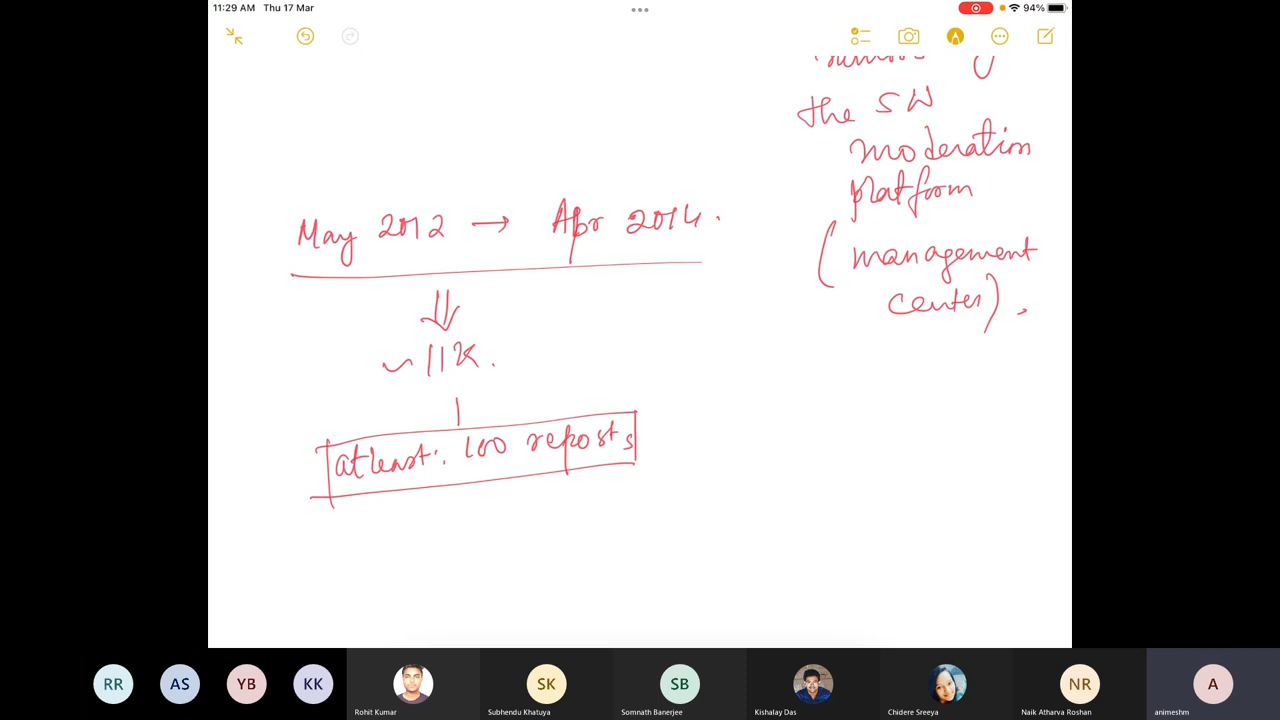 11:29 AM Thu 17 Mar
94%
the SW
moderation
platform
(management
center).
May 2012 → Apr 2014.
~11K.
atleast: 100 reposts
RR
AS
YB
KK
SK
SB
NR
A
Rohit Kumar
Subhendu Khatuya
Somnath Banerjee
Kishalay Das
Chidere Sreeya
Naik Atharva Roshan
animeshm